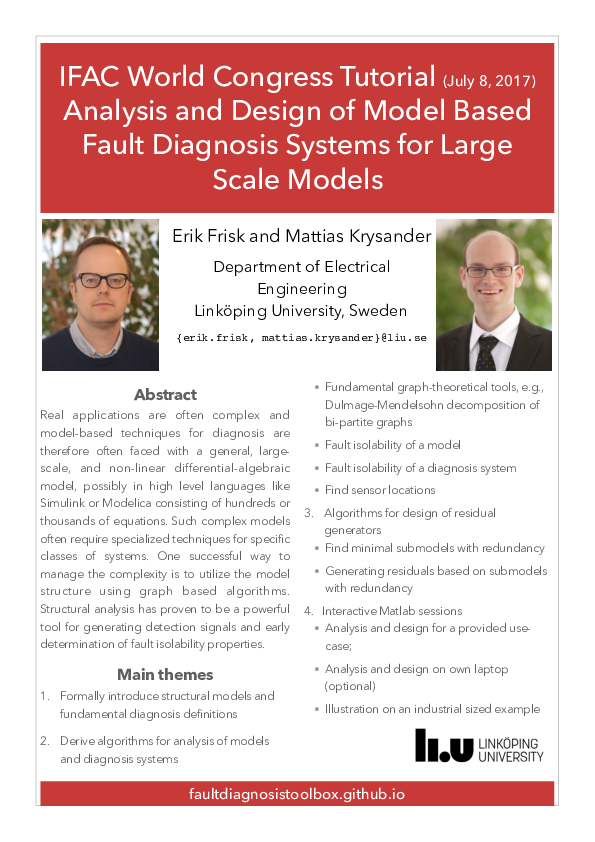 IFAC World Congress Tutorial (July 8, 2017)
Analysis and Design of Model Based
Fault Diagnosis Systems for Large
Scale Models
Erik Frisk and Mattias Krysander
Department of Electrical
Engineering
Linköping University, Sweden
{erik.frisk, mattias.krysander}@liu.se
Abstract
Real applications are often complex and
model-based techniques for diagnosis are
therefore often faced with a general, large-
scale, and non-linear differential-algebraic
model, possibly in high level languages like
Simulink or Modelica consisting of hundreds or
thousands of equations. Such complex models
often require specialized techniques for specific
classes of systems. One successful way to
manage the complexity is to utilize the model
structure using graph based algorithms.
Structural analysis has proven to be a powerful
tool for generating detection signals and early
determination of fault isolability properties.
Main themes
1. Formally introduce structural models and
fundamental diagnosis definitions
2. Derive algorithms for analysis of models
and diagnosis systems
• Fundamental graph-theoretical tools, e.g.,
Dulmage-Mendelsohn decomposition of
bi-partite graphs
• Fault isolability of a model
• Fault isolability of a diagnosis system
• Find sensor locations
3. Algorithms for design of residual
generators
• Find minimal submodels with redundancy
• Generating residuals based on submodels
with redundancy
4. Interactive Matlab sessions
• Analysis and design for a provided use-
case;
• Analysis and design on own laptop
(optional)
• Illustration on an industrial sized example
li.u LINKÖPING
UNIVERSITY
faultdiagnosistoolbox.github.io